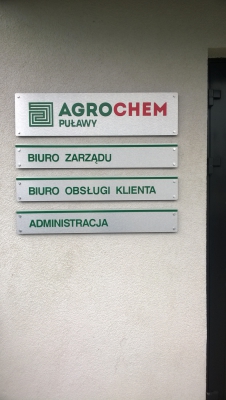 AGROCHEM
PUŁAWY
BIURO ZARZĄDU
BIURO OBSŁUGI KLIENTA
ADMINISTRACJA